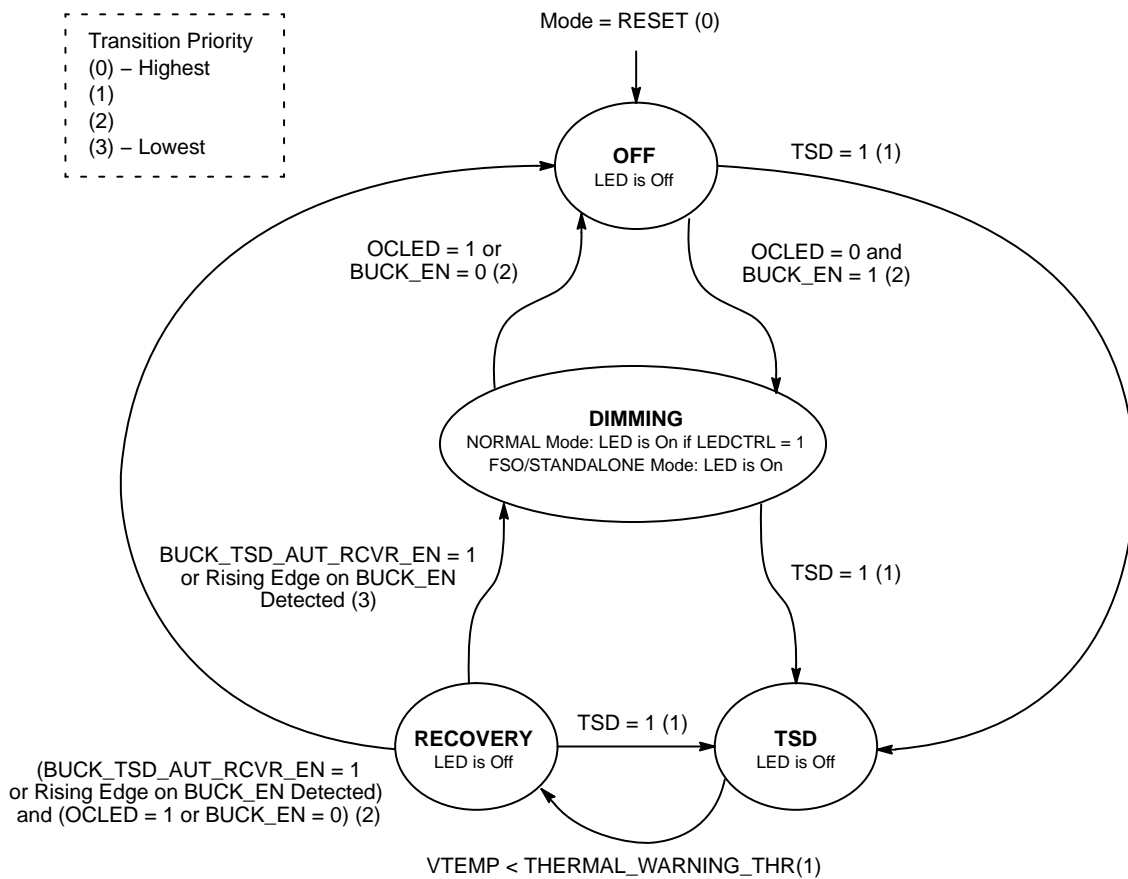 Mode = RESET (0)
Transition Priority
(0) – Highest
(1)
(2)
(3) – Lowest
OFF
LED is Off
TSD = 1 (1)
OCLED = 1 or
BUCK_EN = 0 (2)
OCLED = 0 and
BUCK_EN = 1 (2)
DIMMING
NORMAL Mode: LED is On if LEDCTRL = 1
FSO/STANDALONE Mode: LED is On
BUCK_TSD_AUT_RCVR_EN = 1
or Rising Edge on BUCK_EN
Detected (3)
TSD = 1 (1)
RECOVERY
LED is Off
TSD = 1 (1)
TSD
LED is Off
(BUCK_TSD_AUT_RCVR_EN = 1
or Rising Edge on BUCK_EN Detected)
and (OCLED = 1 or BUCK_EN = 0) (2)
VTEMP < THERMAL_WARNING_THR(1)